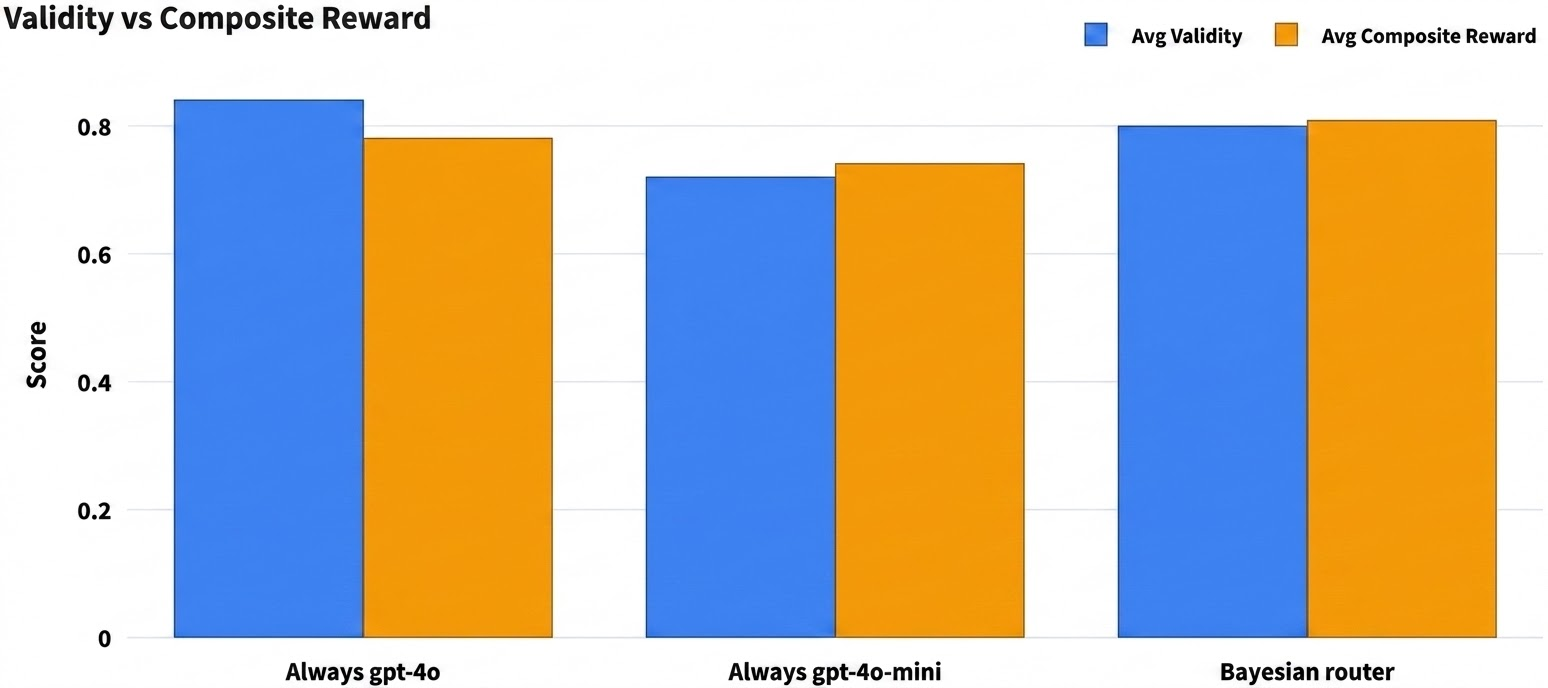 Validity vs Composite Reward
Avg Validity
Avg Composite Reward
0.8
0.6
0.4
0.2
0
Score
Always gpt-4o
Always gpt-4o-mini
Bayesian router